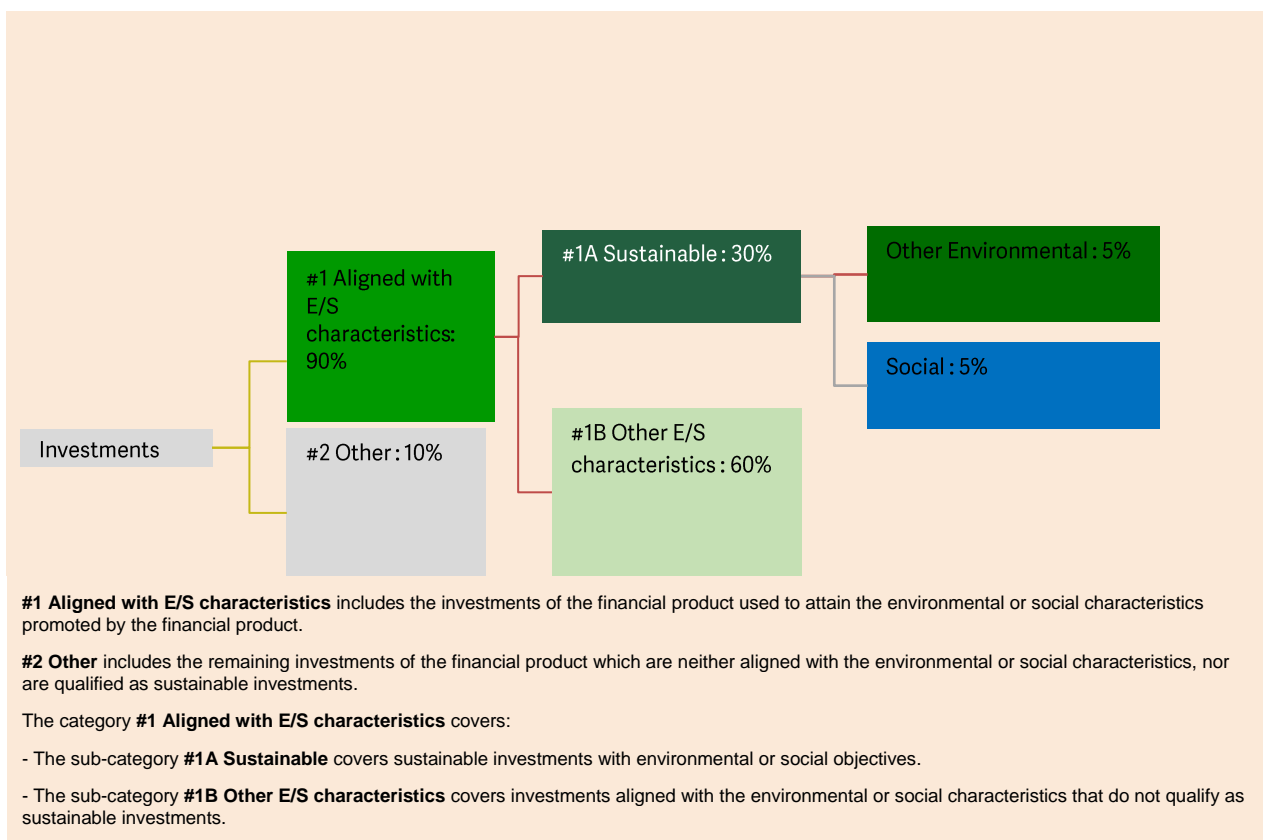 Investments
#1 Aligned with
E/S
characteristics:
90%
#2 Other : 10%
#1A Sustainable : 30%
#1B Other E/S
characteristics : 60%
Other Environmental : 5%
Social : 5%
#1 Aligned with E/S characteristics includes the investments of the financial product used to attain the environmental or social characteristics
promoted by the financial product.
#2 Other includes the remaining investments of the financial product which are neither aligned with the environmental or social characteristics, nor
are qualified as sustainable investments.
The category #1 Aligned with E/S characteristics covers:
- The sub-category #1A Sustainable covers sustainable investments with environmental or social objectives.
- The sub-category #1B Other E/S characteristics covers investments aligned with the environmental or social characteristics that do not qualify as
sustainable investments.